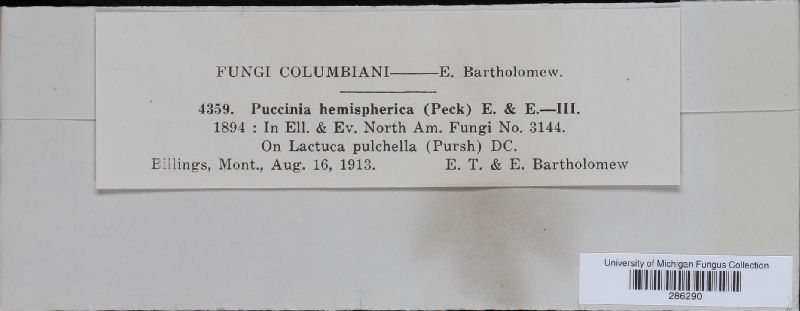 FUNGI COLUMBIANI——E. Bartholomew.
4359. Puccinia hemispherica (Peck) E. & E.—III.
1894 : In Ell. & Ev. North Am. Fungi No. 3144.
On Lactuca pulchella (Pursh) DC.
Billings, Mont., Aug. 16, 1913. E. T. & E. Bartholomew
University of Michigan Fungus Collection
286290